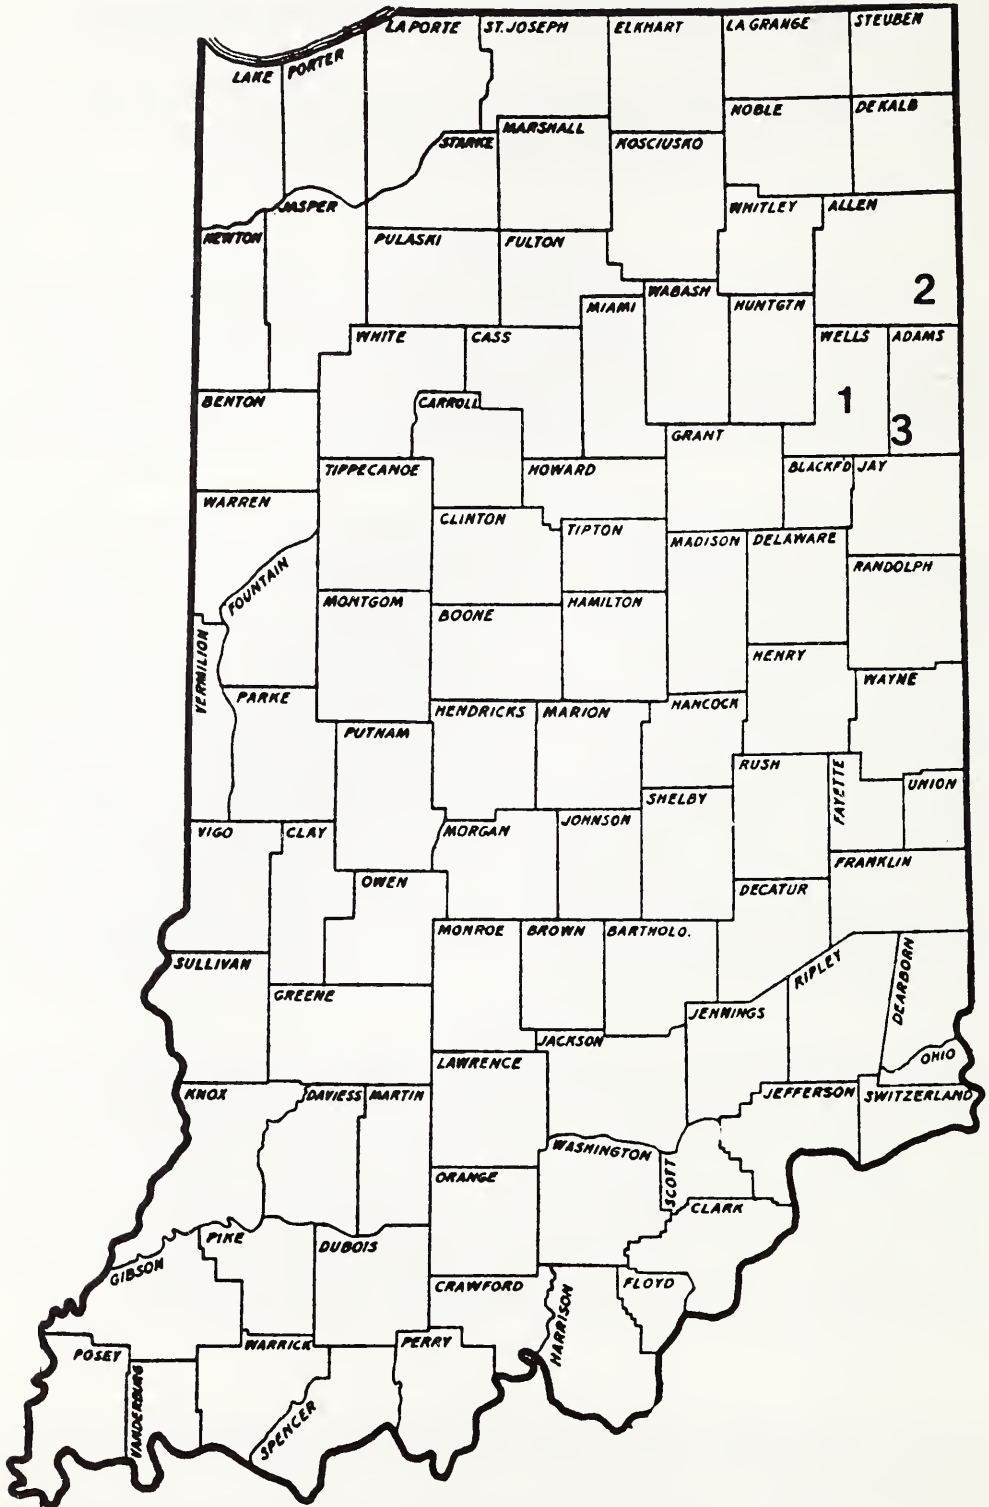 LA PORTE
ST. JOSEPH
ELKHART
LA GRANGE
STEUBEN
LAKE
PORTER
NOBLE
DE KALB
STARKE
MARSHALL
KOSCIUSKO
JASPER
WHITLEY
ALLEN
NEWTON
PULASKI
FULTON
2
WABASH
MIAMI
HUNTGTN
WHITE
CASS
WELLS
ADAMS
BENTON
CARROLL
1
3
GRANT
TIPPECANOE
HOWARD
BLACKFD
JAY
WARREN
CLINTON
TIPTON
MADISON
DELAWARE
RANDOLPH
FOUNTAIN
MONTGOM
BOONE
HAMILTON
HENRY
VERMILION
WAYNE
PARKE
HENDRICKS
MARION
HANCOCK
PUTNAM
RUSH
FAYETTE
UNION
SHELBY
VIGO
CLAY
MORGAN
JOHNSON
FRANKLIN
OWEN
DECATUR
MONROE
BROWN
BARTHOLO.
SULLIVAN
RIPLEY
DEARBORN
GREENE
JENNINGS
JACKSON
OHIO
LAWRENCE
KNOX
DAVIESS
MARTIN
JEFFERSON
SWITZERLAND
WASHINGTON
ORANGE
SCOTT
CLARK
PIKE
DUBOIS
GIBSON
CRAWFORD
HARRISON
FLOYD
POSEY
WARRICK
PERRY
VANDERBURG
SPENCER